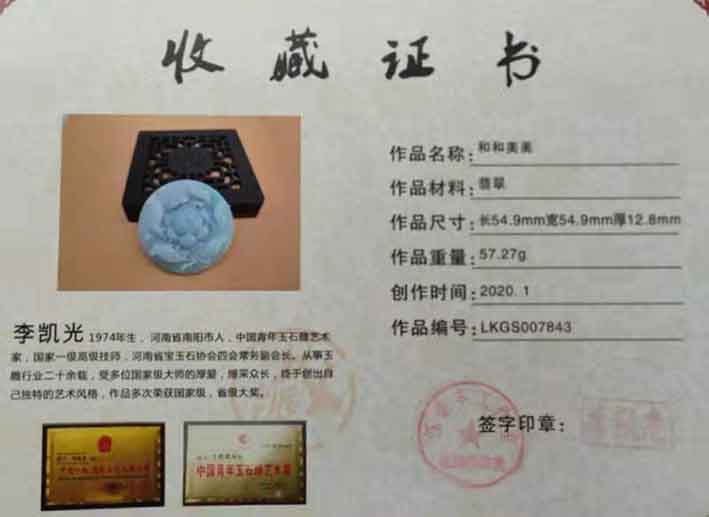 收藏证书
作品名称：和和美美
作品材料：翡翠
作品尺寸：长54.9mm宽54.9mm厚12.8mm
作品重量：57.27g
创作时间：2020.1
作品编号：LKGS007843
李凯光 1974年生，河南省南阳市人，中国青年玉石雕艺术
家，国家一级高级技师，河南省宝玉石协会四会常务副会长。从事玉
雕行业二十余载，受多位国家级大师的厚爱，博采众长，终于创出自
己独特的艺术风格，作品多次荣获国家级，省级大奖。
中国青年玉石雕艺术家
签字印章：
李凯光